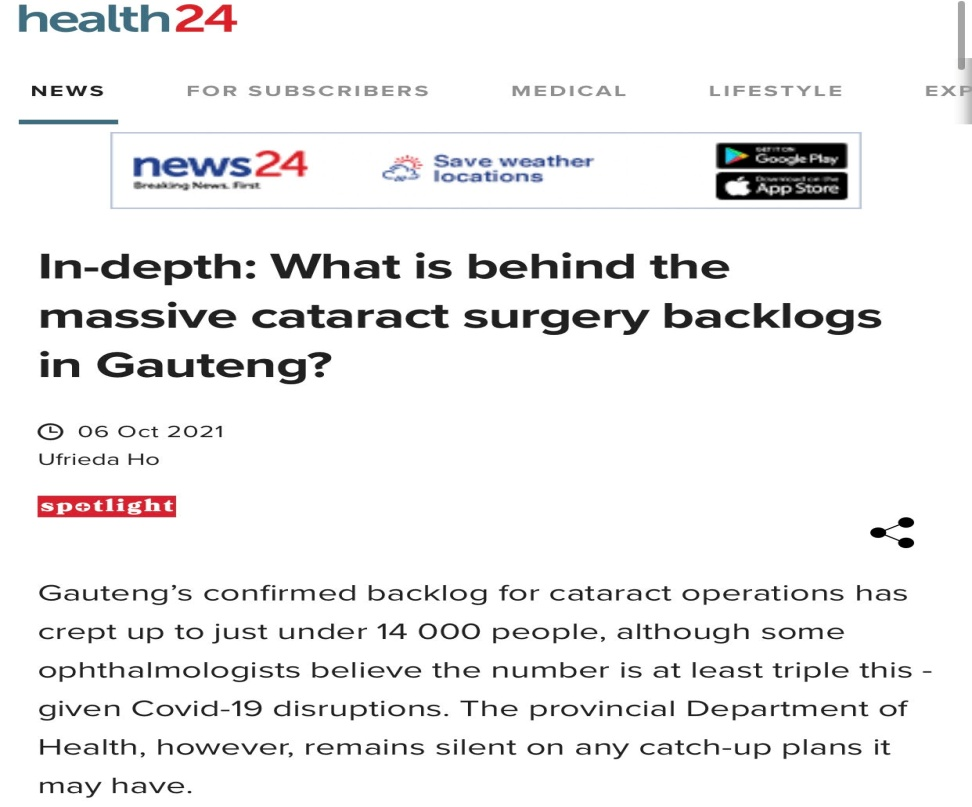 health24
NEWS FOR SUBSCRIBERS MEDICAL LIFESTYLE EXP
news24
Breaking News. First
Save weather
locations
GET IT ON
Google Play
Download on the
App Store
In-depth: What is behind the
massive cataract surgery backlogs
in Gauteng?
06 Oct 2021
Ufrieda Ho
spotlight
Gauteng’s confirmed backlog for cataract operations has
crept up to just under 14 000 people, although some
ophthalmologists believe the number is at least triple this -
given Covid-19 disruptions. The provincial Department of
Health, however, remains silent on any catch-up plans it
may have.